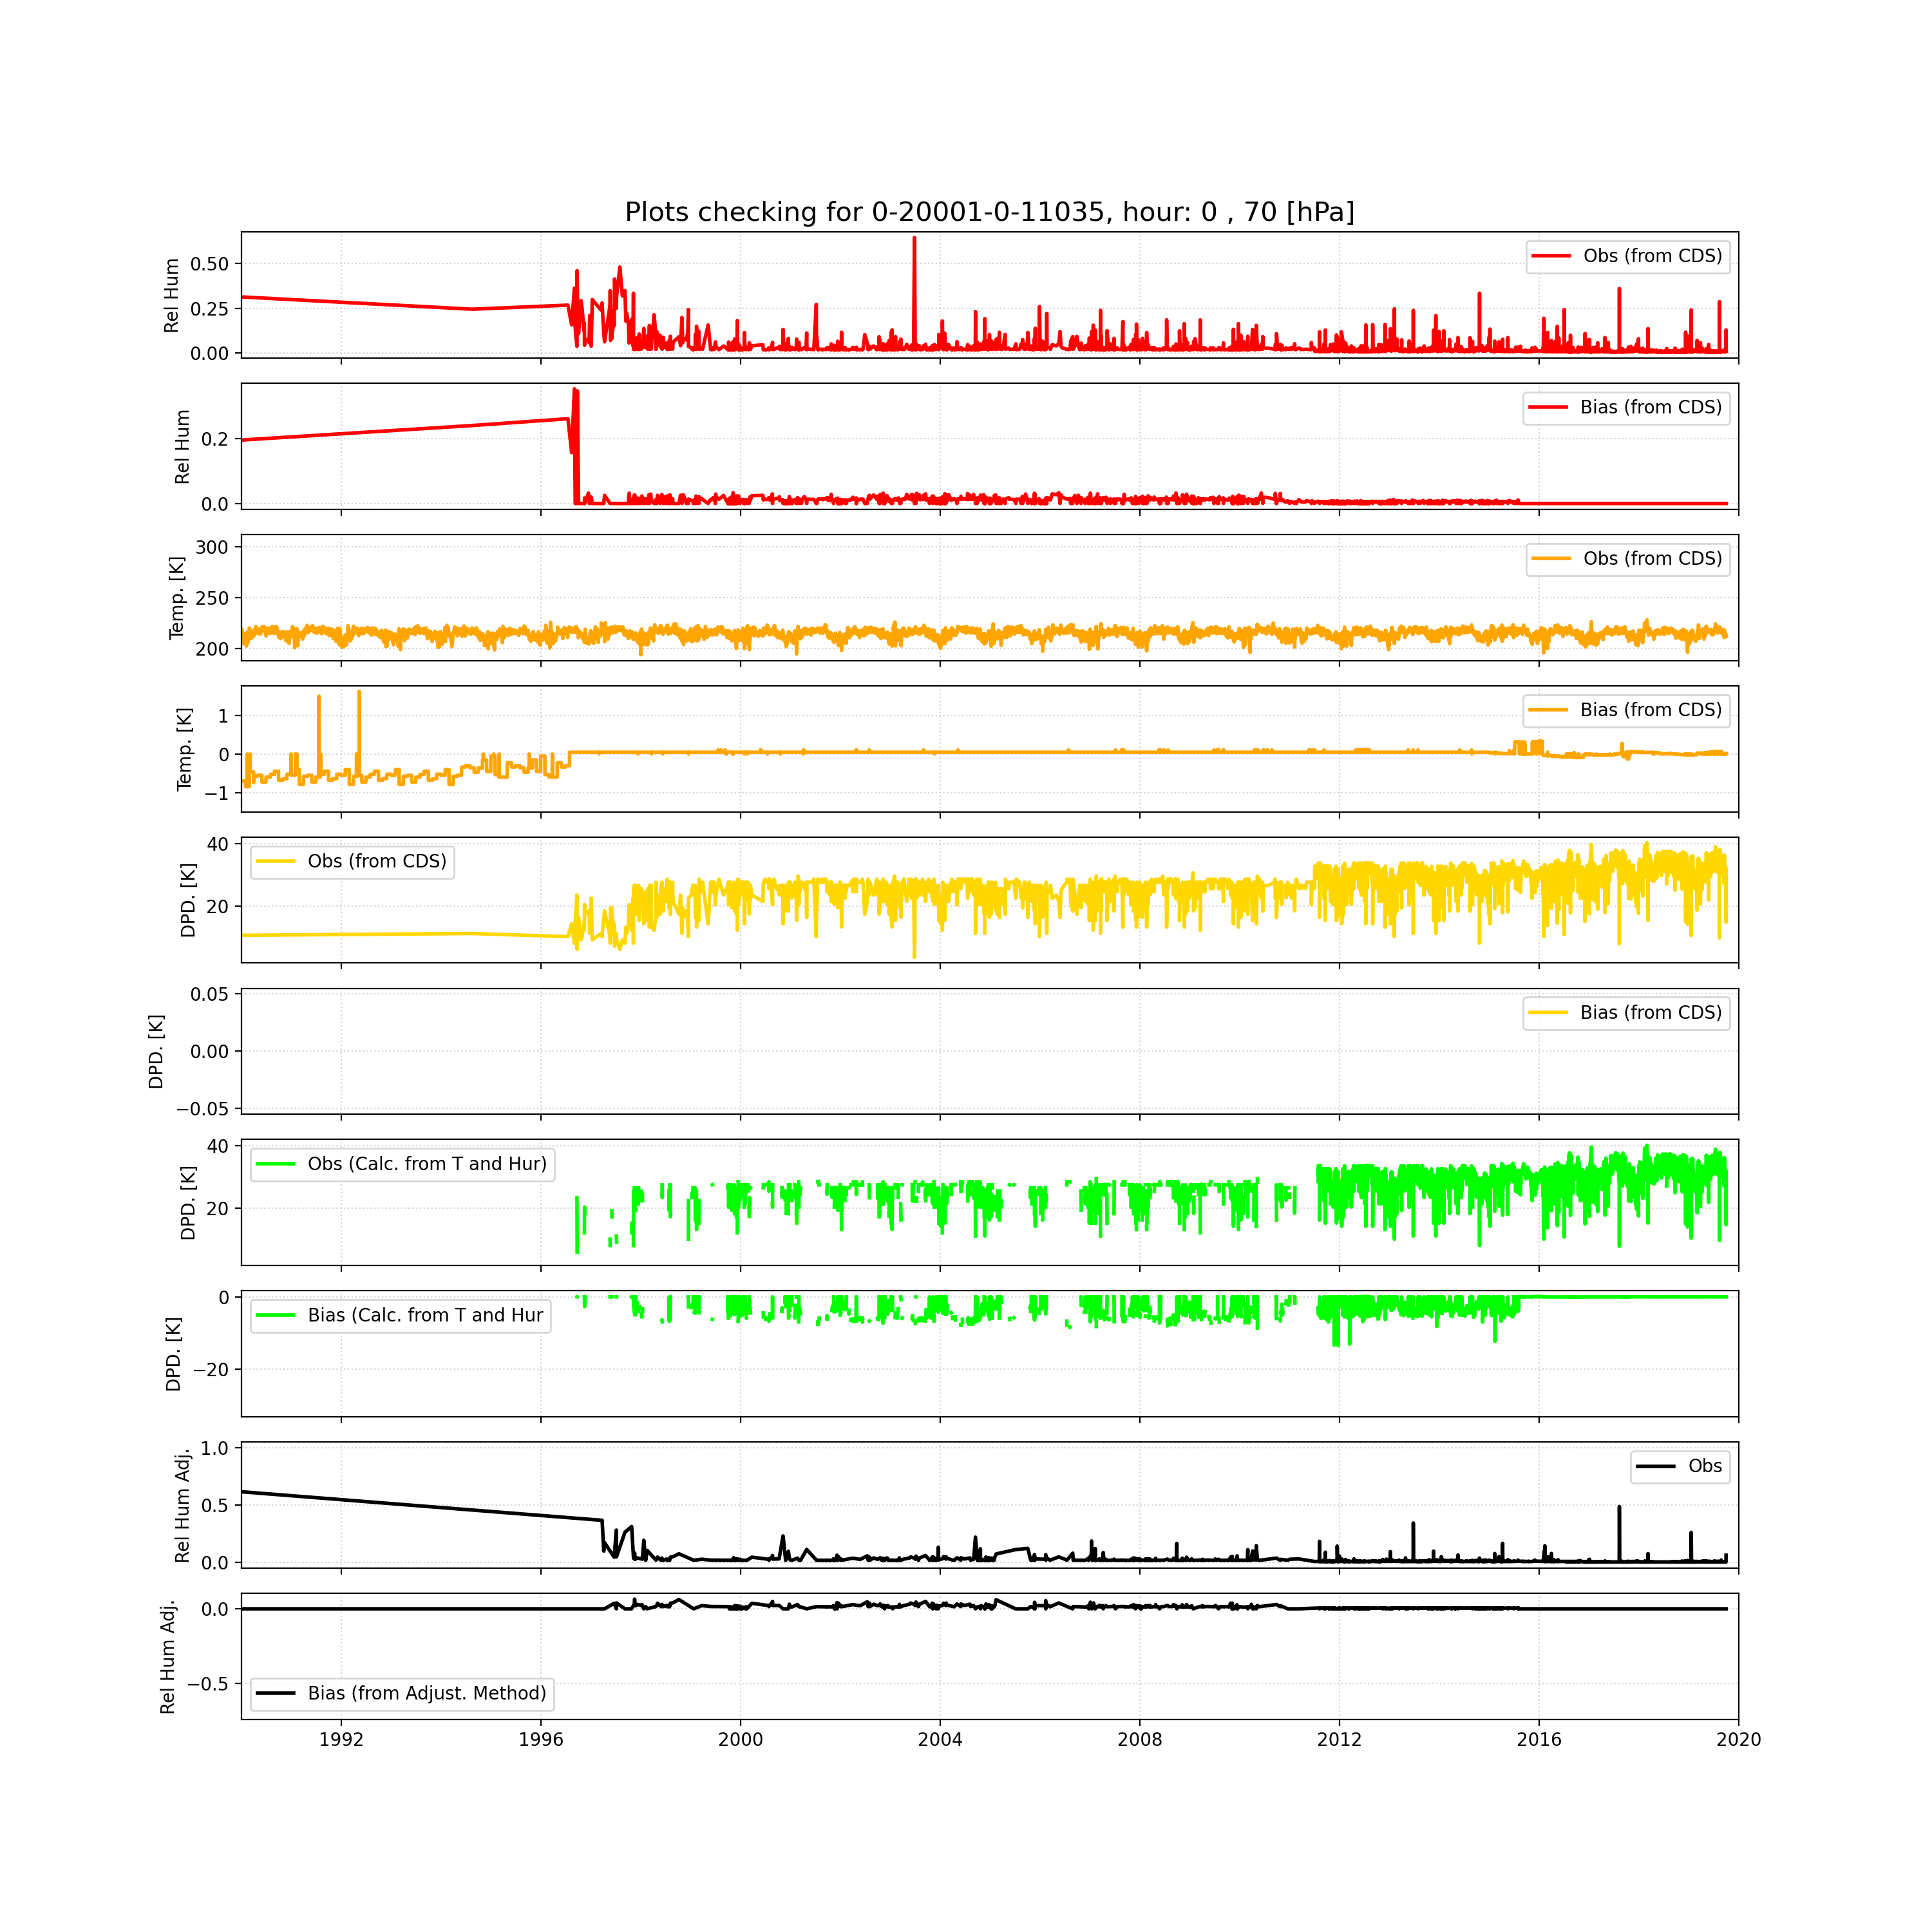 Plots checking for 0-20001-0-11035, hour: 0 , 70 [hPa]
Rel Hum
0.50
0.25
0.00
Obs (from CDS)
Rel Hum
0.2
0.0
Bias (from CDS)
Temp. [K]
300
250
200
Obs (from CDS)
Temp. [K]
1
0
−1
Bias (from CDS)
DPD. [K]
40
20
Obs (from CDS)
DPD. [K]
0.05
0.00
−0.05
Bias (from CDS)
DPD. [K]
40
20
Obs (Calc. from T and Hur)
DPD. [K]
0
−20
Bias (Calc. from T and Hur
Rel Hum Adj.
1.0
0.5
0.0
Obs
Rel Hum Adj.
0.0
−0.5
Bias (from Adjust. Method)
1992 1996 2000 2004 2008 2012 2016 2020